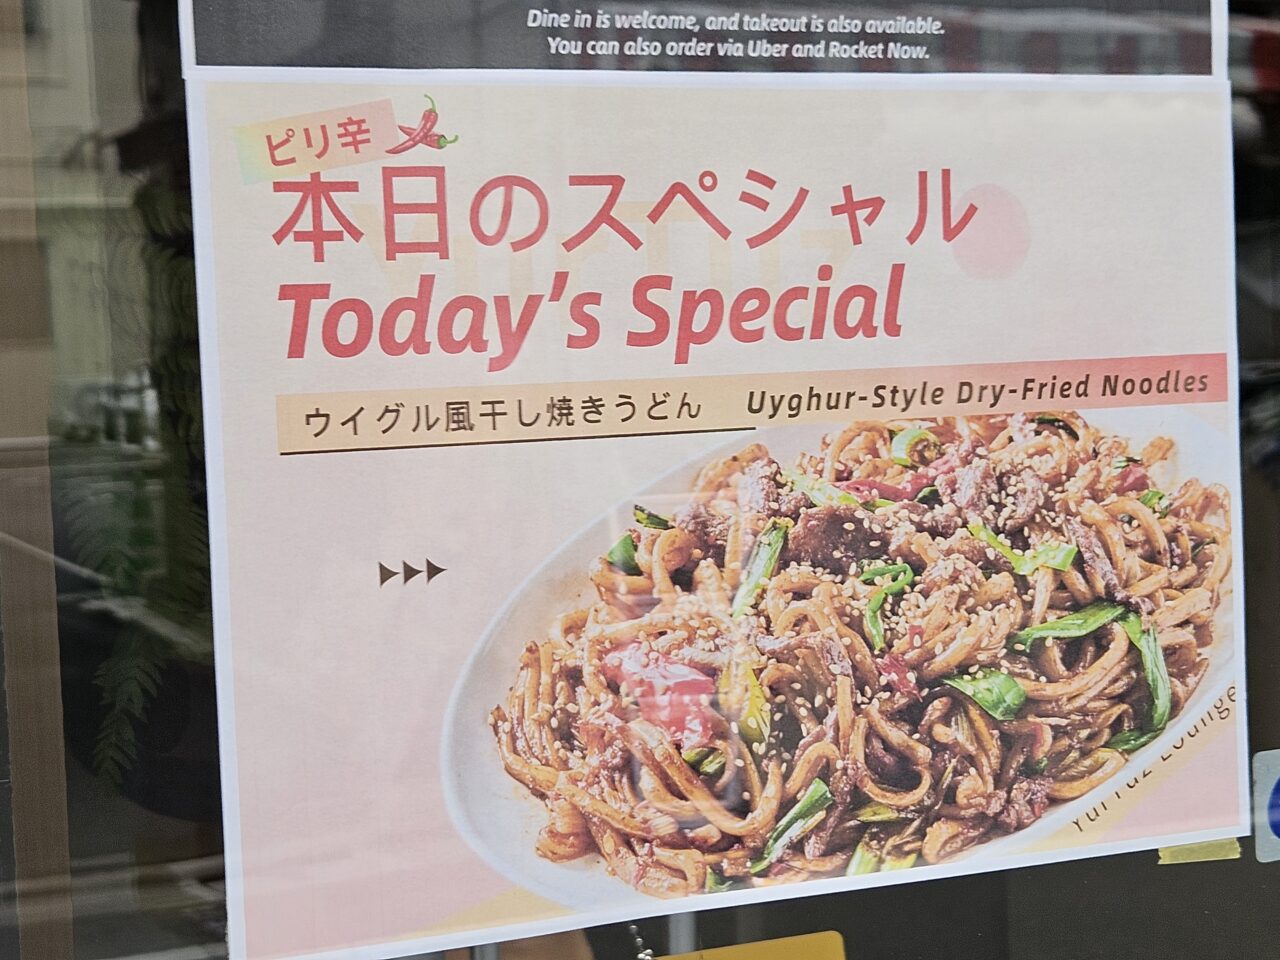 Dine in is welcome, and takeout is also available.
You can also order via Uber and Rocket Now.
ピリ辛
本日のスペシャル
Today's Special
ウイグル風干し焼きうどん
Uyghur-Style Dry-Fried Noodles
Lounge